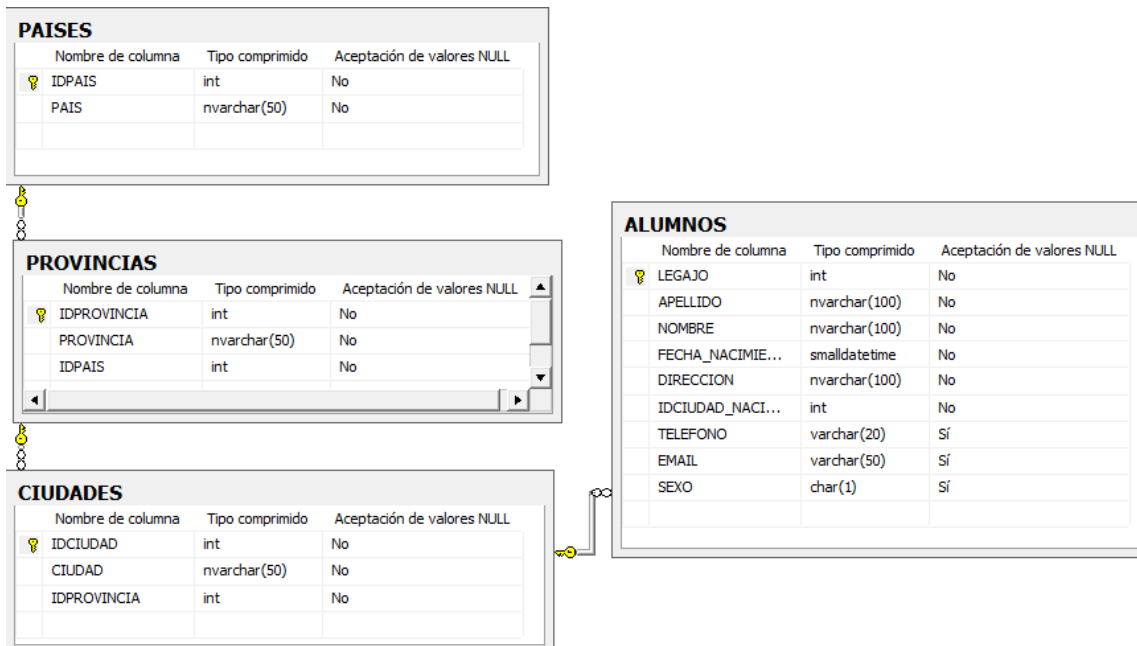 PAISES
Nombre de columna Tipo comprimido Aceptación de valores NULL
IDPAIS int No
PAIS nvarchar(50) No
PROVINCIAS
Nombre de columna Tipo comprimido Aceptación de valores NULL
IDPROVINCIA int No
PROVINCIA nvarchar(50) No
IDPAIS int No
CIUDADES
Nombre de columna Tipo comprimido Aceptación de valores NULL
IDCIUDAD int No
CIUDAD nvarchar(50) No
IDPROVINCIA int No
ALUMNOS
Nombre de columna Tipo comprimido Aceptación de valores NULL
LEGAJO int No
APELLIDO nvarchar(100) No
NOMBRE nvarchar(100) No
FECHA_NACIMIE... smalldatetime No
DIRECCION nvarchar(100) No
IDCIUDAD_NACI... int No
TELEFONO varchar(20) Sí
EMAIL varchar(50) Sí
SEXO char(1) Sí